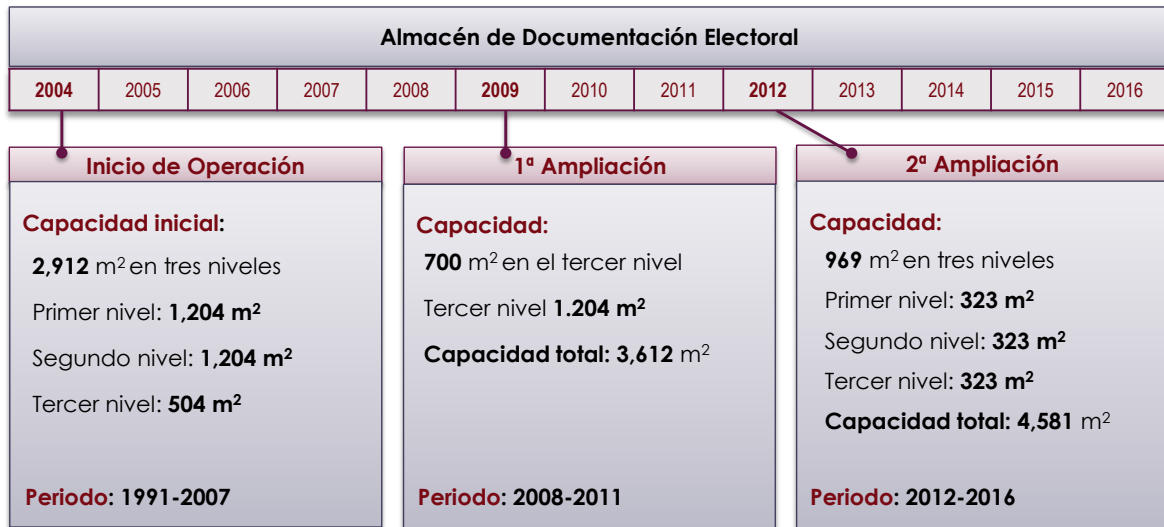 Almacén de Documentación Electoral
2004 2005 2006 2007 2008 2009 2010 2011 2012 2013 2014 2015 2016
Inicio de Operación
Capacidad inicial:
2,912 m² en tres niveles
Primer nivel: 1,204 m²
Segundo nivel: 1,204 m²
Tercer nivel: 504 m²
Periodo: 1991-2007
1ª Ampliación
Capacidad:
700 m² en el tercer nivel
Tercer nivel 1.204 m²
Capacidad total: 3,612 m²
Periodo: 2008-2011
2ª Ampliación
Capacidad:
969 m² en tres niveles
Primer nivel: 323 m²
Segundo nivel: 323 m²
Tercer nivel: 323 m²
Capacidad total: 4,581 m²
Periodo: 2012-2016